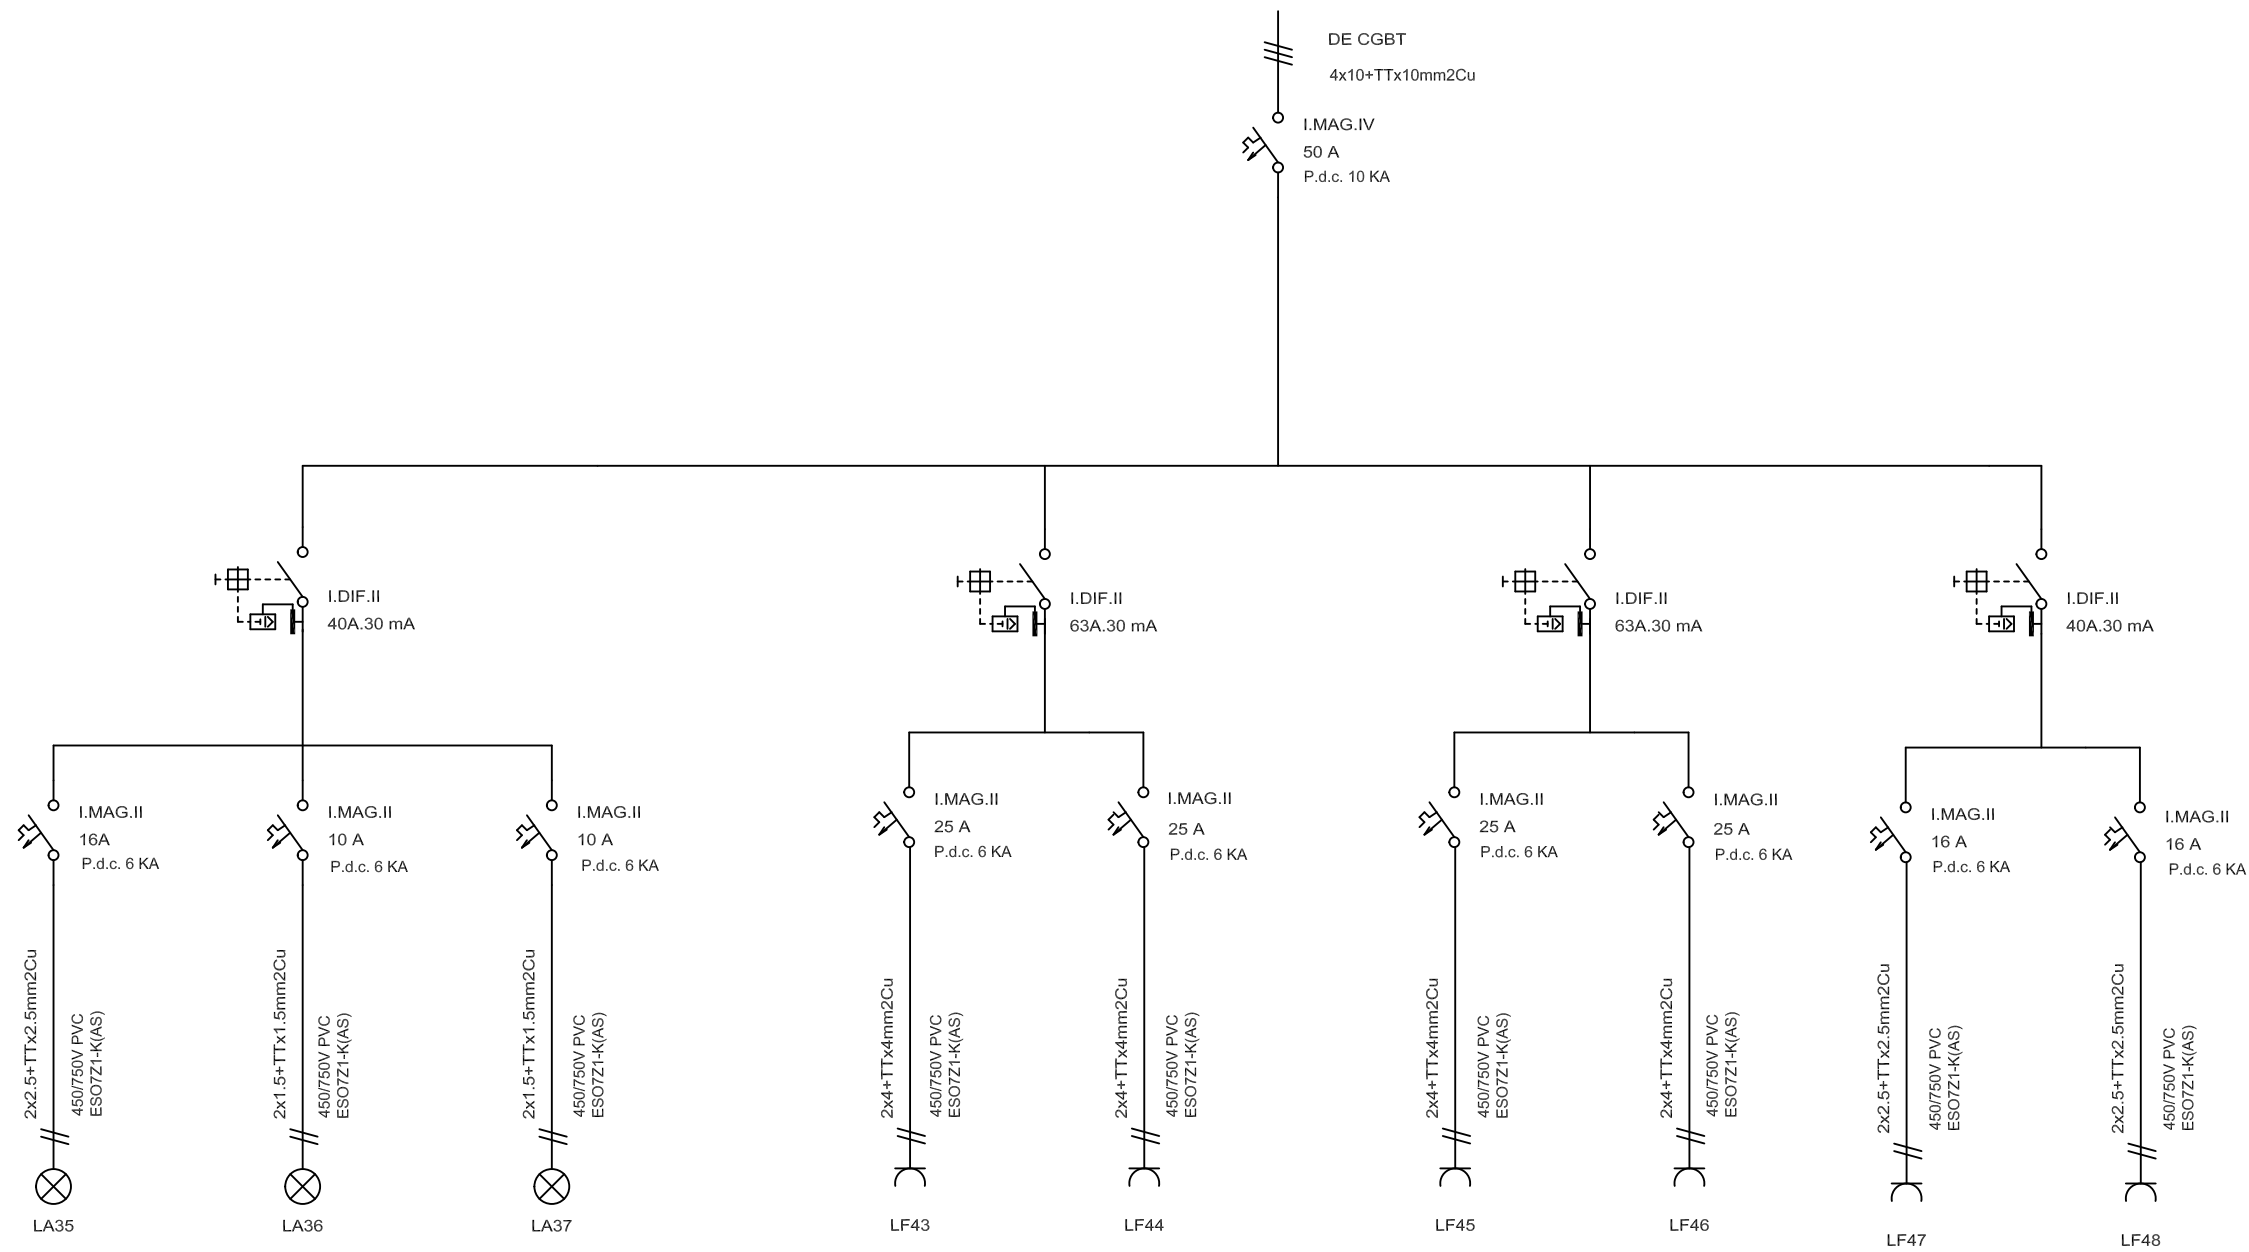 DE CGBT
4x10+TTx10mm2Cu
I.MAG.IV
50 A
P.d.c. 10 KA
I.DIF.II
40A.30 mA
I.DIF.II
63A.30 mA
I.DIF.II
63A.30 mA
I.DIF.II
40A.30 mA
I.MAG.II
16A
P.d.c. 6 KA
I.MAG.II
10 A
P.d.c. 6 KA
I.MAG.II
10 A
P.d.c. 6 KA
I.MAG.II
25 A
P.d.c. 6 KA
I.MAG.II
25 A
P.d.c. 6 KA
I.MAG.II
25 A
P.d.c. 6 KA
I.MAG.II
25 A
P.d.c. 6 KA
I.MAG.II
16 A
P.d.c. 6 KA
I.MAG.II
16 A
P.d.c. 6 KA
2x2.5+TTx2.5mm2Cu
450/750V PVC
ESO7Z1-K(AS)
2x1.5+TTx1.5mm2Cu
450/750V PVC
ESO7Z1-K(AS)
2x1.5+TTx1.5mm2Cu
450/750V PVC
ESO7Z1-K(AS)
2x4+TTx4mm2Cu
450/750V PVC
ESO7Z1-K(AS)
2x4+TTx4mm2Cu
450/750V PVC
ESO7Z1-K(AS)
2x4+TTx4mm2Cu
450/750V PVC
ESO7Z1-K(AS)
2x4+TTx4mm2Cu
450/750V PVC
ESO7Z1-K(AS)
2x2.5+TTx2.5mm2Cu
450/750V PVC
ESO7Z1-K(AS)
2x2.5+TTx2.5mm2Cu
450/750V PVC
ESO7Z1-K(AS)
LA35
LA36
LA37
LF43
LF44
LF45
LF46
LF47
LF48